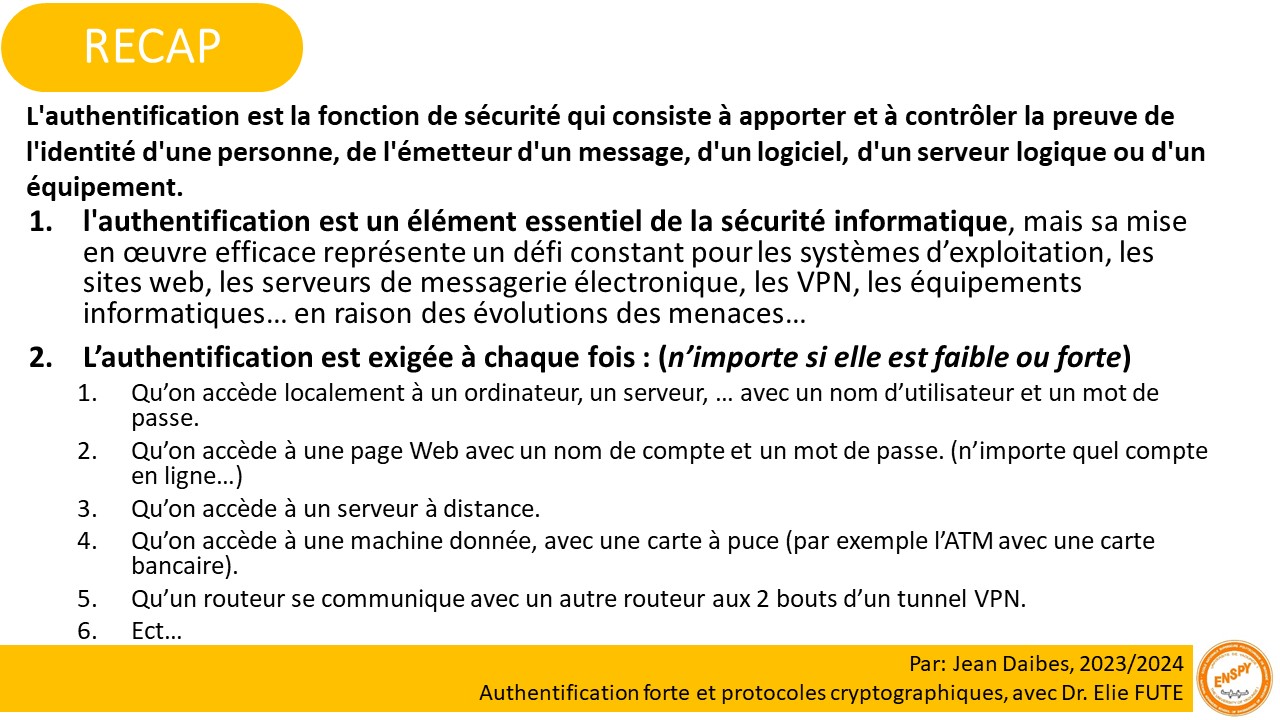 RECAP
L'authentification est la fonction de sécurité qui consiste à apporter et à contrôler la preuve de
l'identité d'une personne, de l'émetteur d'un message, d'un logiciel, d'un serveur logique ou d'un
équipement.
1. l'authentification est un élément essentiel de la sécurité informatique, mais sa mise
en œuvre efficace représente un défi constant pour les systèmes d’exploitation, les
sites web, les serveurs de messagerie électronique, les VPN, les équipements
informatiques… en raison des évolutions des menaces…
2. L’authentification est exigée à chaque fois : (n’importe si elle est faible ou forte)
1. Qu’on accède localement à un ordinateur, un serveur, … avec un nom d’utilisateur et un mot de
passe.
2. Qu’on accède à une page Web avec un nom de compte et un mot de passe. (n’importe quel compte
en ligne…)
3. Qu’on accède à un serveur à distance.
4. Qu’on accède à une machine donnée, avec une carte à puce (par exemple l’ATM avec une carte
bancaire).
5. Qu’un routeur se communique avec un autre routeur aux 2 bouts d’un tunnel VPN.
6. Ect…
Par: Jean Daibes, 2023/2024
Authentification forte et protocoles cryptographiques, avec Dr. Elie FUTE
ENSPY